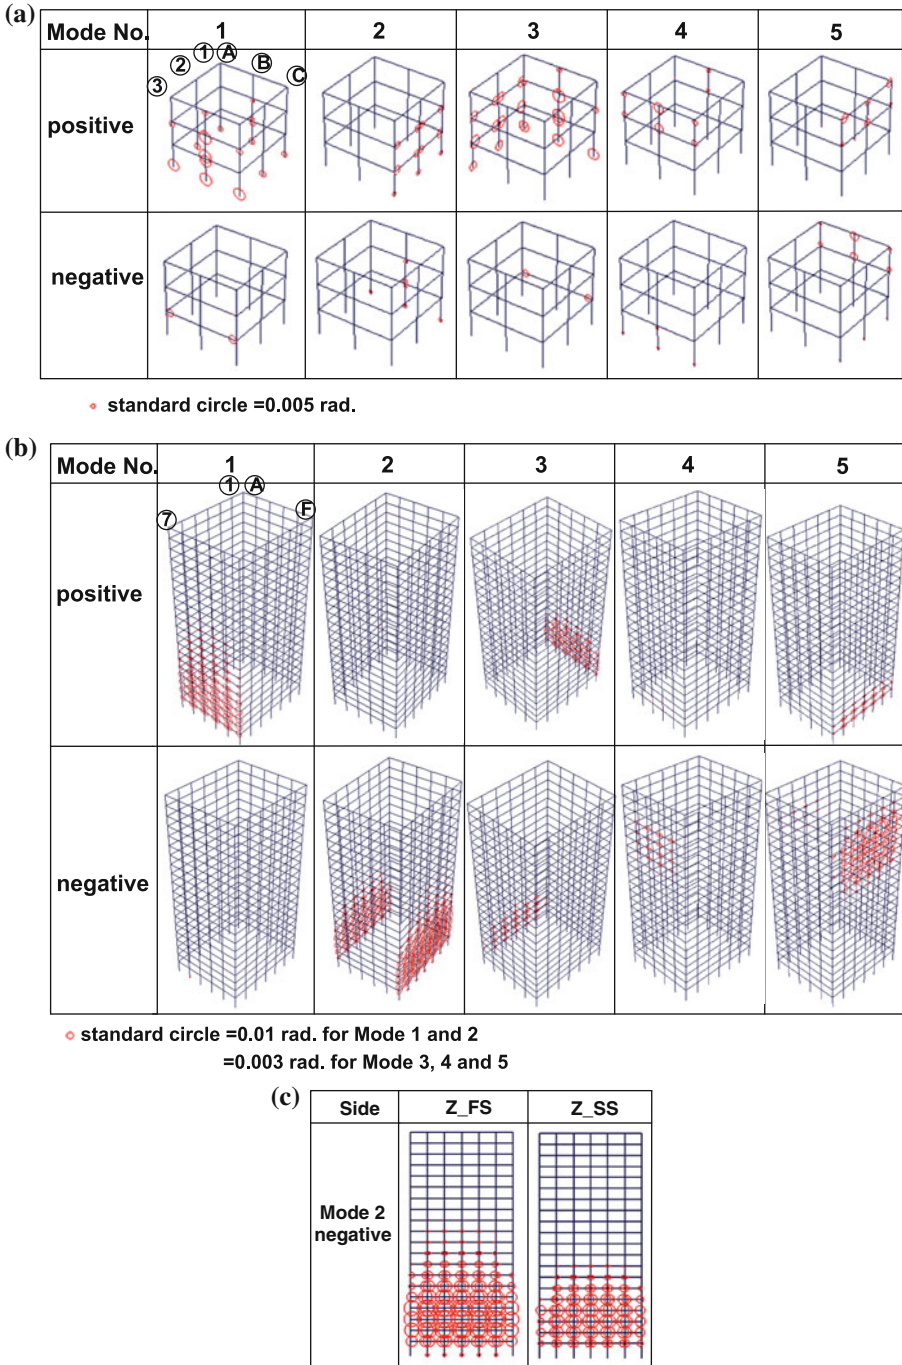 (a)
Mode No. 1 2 3 4 5
3 2 1 A B C
positive
negative
standard circle =0.005 rad.
(b)
Mode No. 1 2 3 4 5
7 1 A F
positive
negative
standard circle =0.01 rad. for Mode 1 and 2
=0.003 rad. for Mode 3, 4 and 5
(c)
Side Z_FS Z_SS
Mode 2
negative